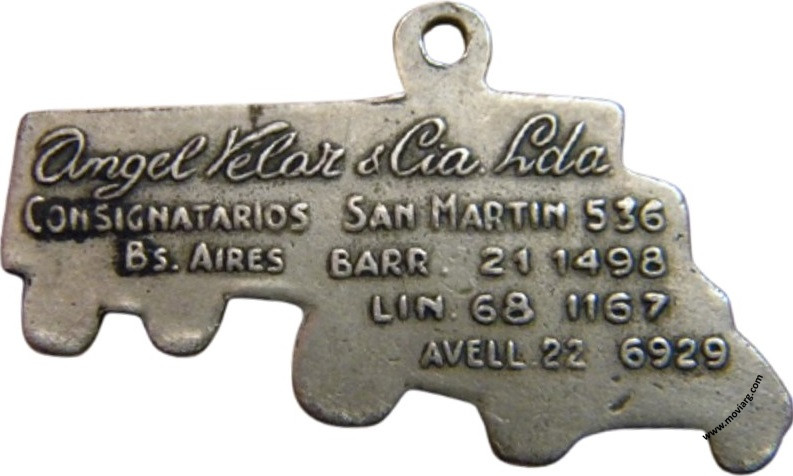 Angel Velaz & Cia. Lda.
CONSIGNATARIOS SAN MARTIN 536
BS. AIRES BARR. 21 1498
LIN. 68 1167
AVELL. 22 6929
www.moviarg.com